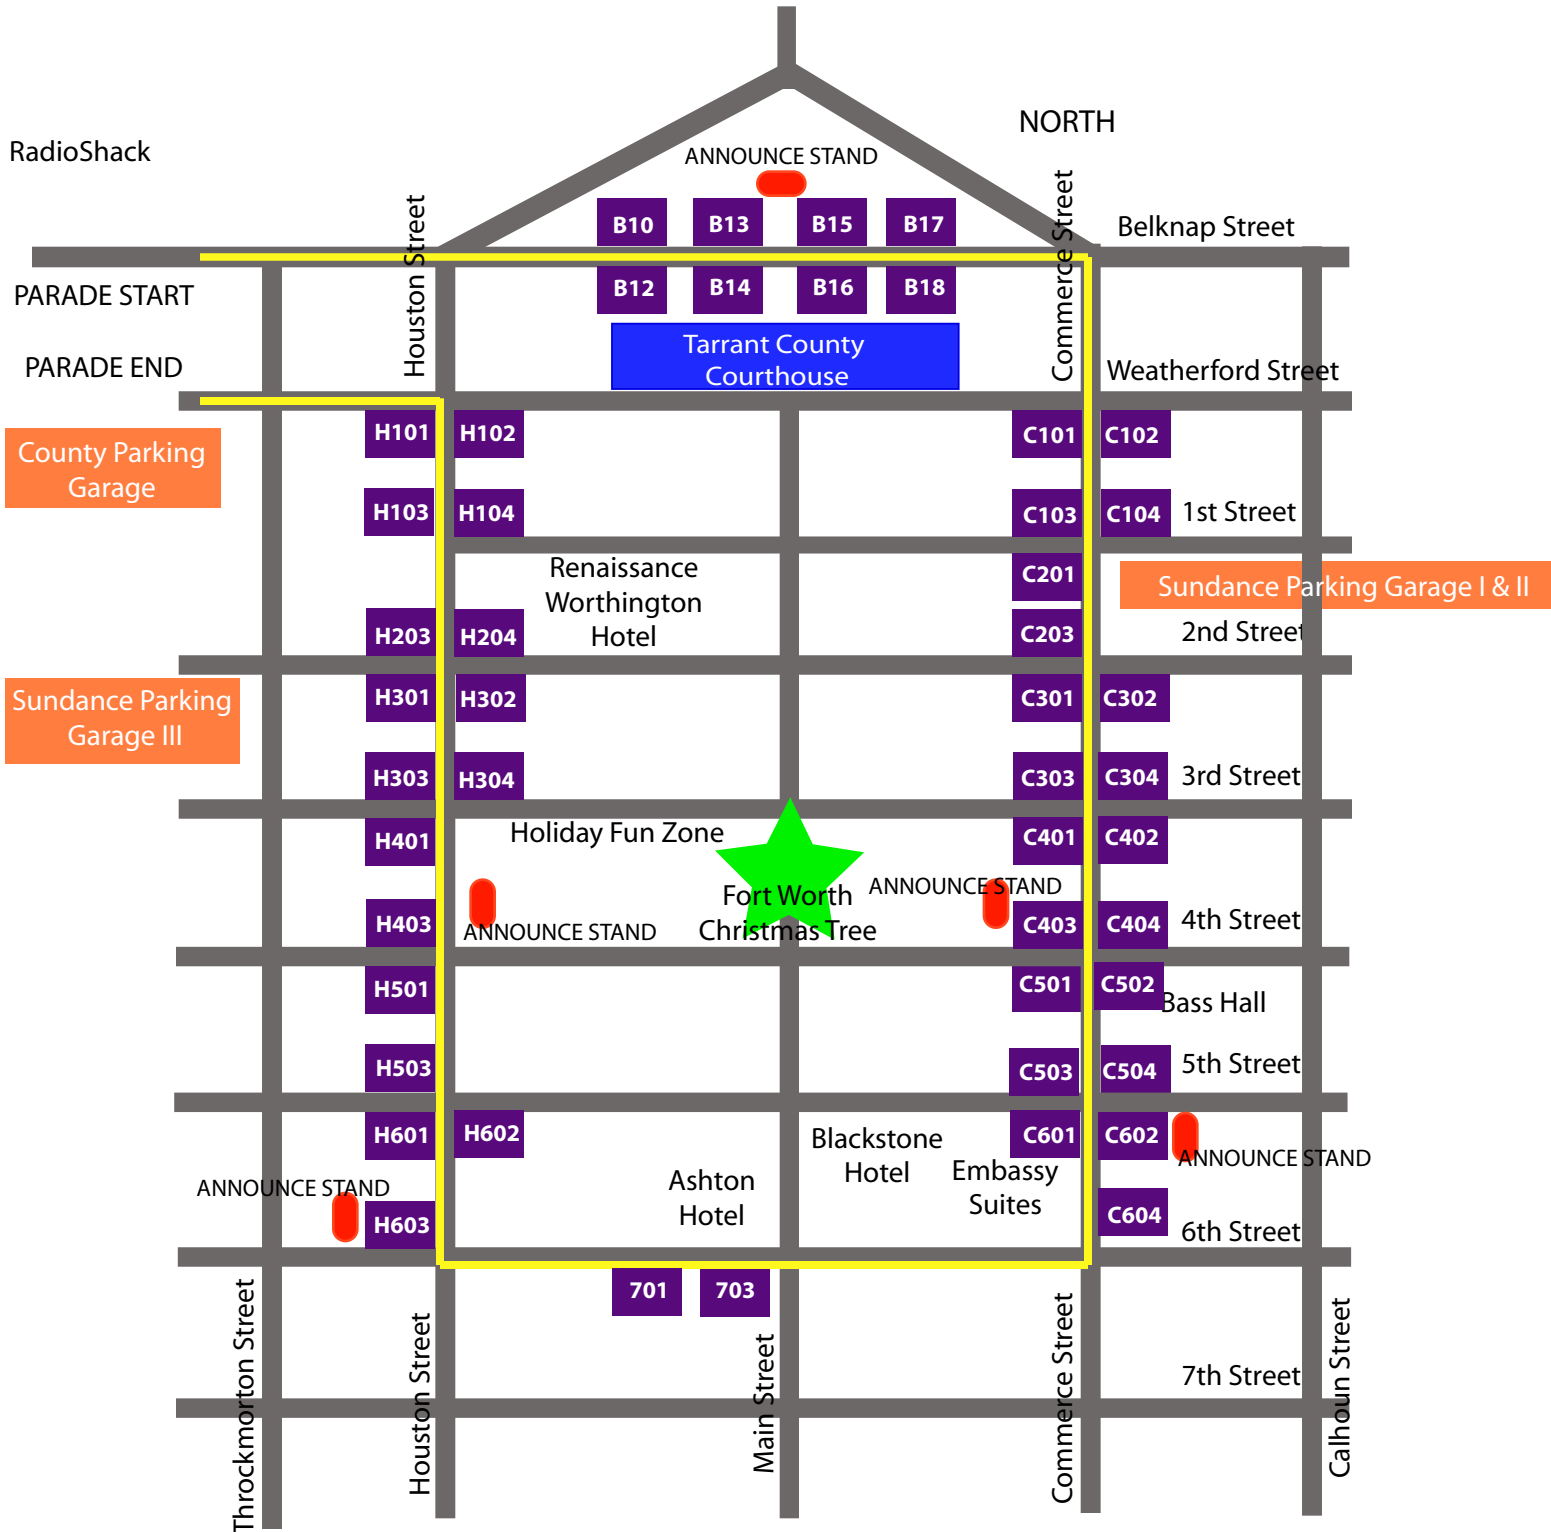 NORTH
RadioShack
ANNOUNCE STAND
B10 B13 B15 B17
Belknap Street
PARADE START
B12 B14 B16 B18
Houston Street
Commerce Street
Tarrant County
Courthouse
PARADE END
Weatherford Street
H101 H102 C101 C102
County Parking
Garage
H103 H104 C103 C104 1st Street
Renaissance
Worthington
Hotel
C201
Sundance Parking Garage I & II
H203 H204 C203 2nd Street
Sundance Parking
Garage III
H301 H302 C301 C302
H303 H304 C303 C304 3rd Street
Holiday Fun Zone
H401 C401 C402
ANNOUNCE STAND
Fort Worth
Christmas Tree
H403 C403 C404 4th Street
ANNOUNCE STAND
H501 C501 C502
Bass Hall
H503 C503 C504 5th Street
H601 H602 C601 C602
Blackstone
Hotel
ANNOUNCE STAND
Embassy
Suites
Ashton
Hotel
ANNOUNCE STAND
H603 C604 6th Street
701 703
Throckmorton Street
Houston Street
Main Street
Commerce Street
7th Street
Calhoun Street